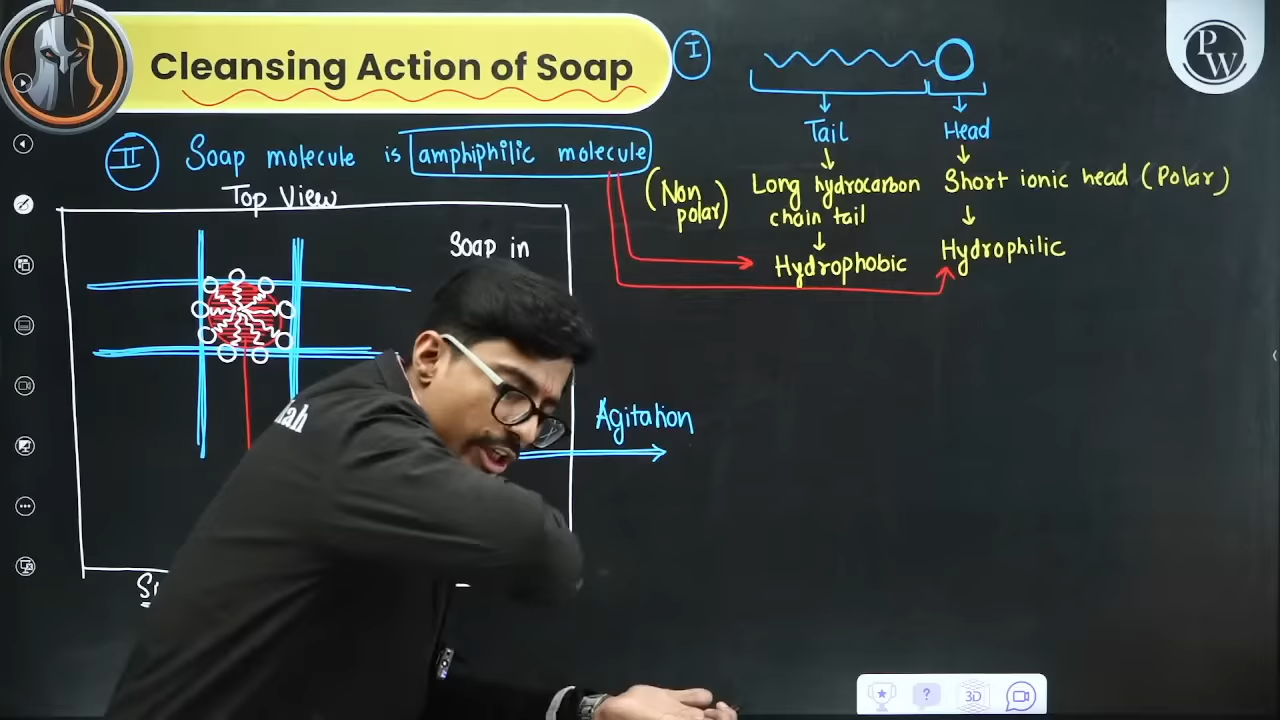 Cleansing Action of Soap
I
P
W
Tail
Head
II Soap molecule is amphiphilic molecule
(Non polar)
Long hydrocarbon chain tail
Short ionic head (Polar)
Hydrophobic
Hydrophilic
Top View
Soap in
Agitation
3D